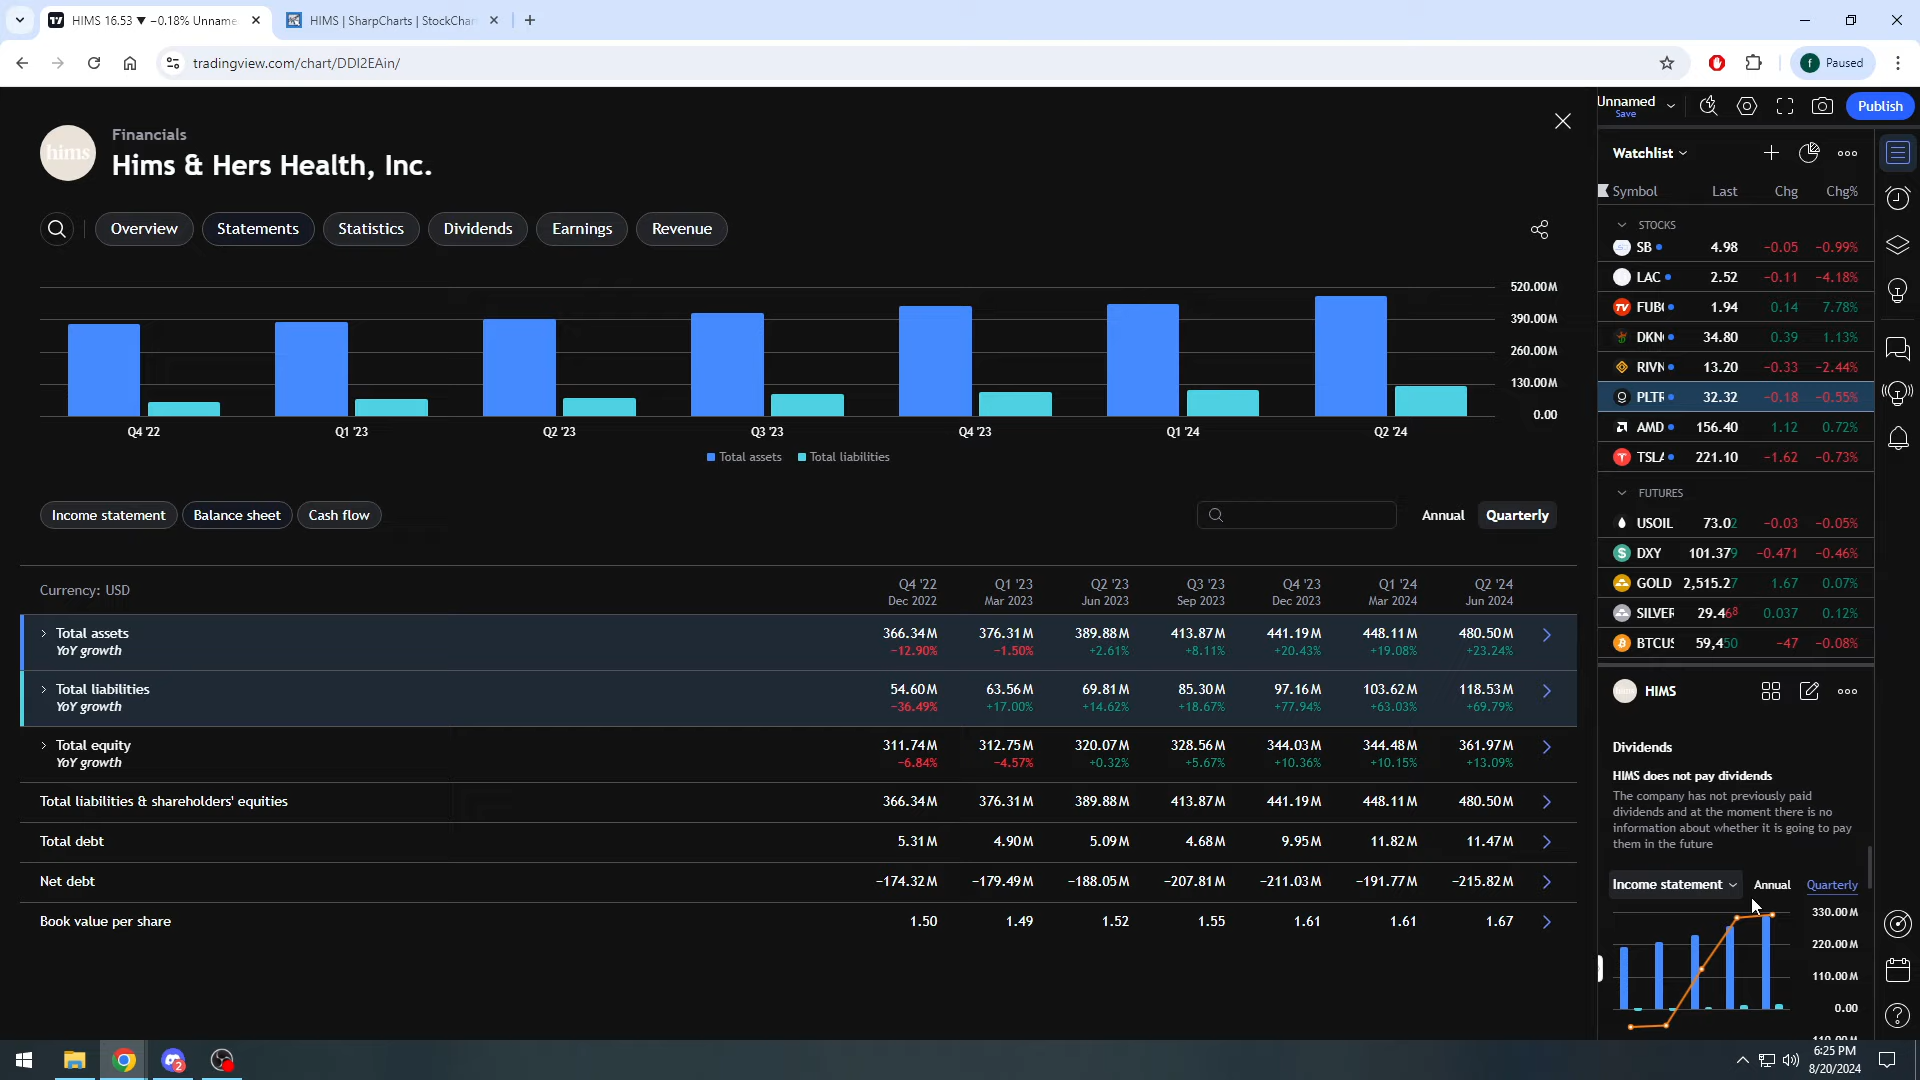 HIMS 16.53 ▼ −0.18% Unname
HIMS | SharpCharts | StockChar
tradingview.com/chart/DDI2EAin/
f Paused
hims
Financials
Hims & Hers Health, Inc.
Overview Statements Statistics Dividends Earnings Revenue
520.00M
390.00M
260.00M
130.00M
0.00
Q4 '22 Q1 '23 Q2 '23 Q3 '23 Q4 '23 Q1 '24 Q2 '24
Total assets Total liabilities
Income statement Balance sheet Cash flow Annual Quarterly
Currency: USD Q4 '22 Q1 '23 Q2 '23 Q3 '23 Q4 '23 Q1 '24 Q2 '24
Dec 2022 Mar 2023 Jun 2023 Sep 2023 Dec 2023 Mar 2024 Jun 2024
Total assets 366.34M 376.31M 389.88M 413.87M 441.19M 448.11M 480.50M
YoY growth −12.90% −1.50% +2.61% +8.11% +20.43% +19.08% +23.24%
Total liabilities 54.60M 63.56M 69.81M 85.30M 97.16M 103.62M 118.53M
YoY growth −36.49% +17.00% +14.62% +18.67% +77.94% +63.03% +69.79%
Total equity 311.74M 312.75M 320.07M 328.56M 344.03M 344.48M 361.97M
YoY growth −6.84% −4.57% +0.32% +5.67% +10.36% +10.15% +13.09%
Total liabilities & shareholders' equities 366.34M 376.31M 389.88M 413.87M 441.19M 448.11M 480.50M
Total debt 5.31M 4.90M 5.09M 4.68M 9.95M 11.82M 11.47M
Net debt −174.32M −179.49M −188.05M −207.81M −211.03M −191.77M −215.82M
Book value per share 1.50 1.49 1.52 1.55 1.61 1.61 1.67
Unnamed
Save
Publish
Watchlist
Symbol Last Chg Chg%
STOCKS
SB 4.98 −0.05 −0.99%
LAC 2.52 −0.11 −4.18%
FUB 1.94 0.14 7.78%
DKN 34.80 0.39 1.13%
RIVN 13.20 −0.33 −2.44%
PLTR 32.32 −0.18 −0.55%
AMD 156.40 1.12 0.72%
TSLA 221.10 −1.62 −0.73%
FUTURES
USOIL 73.02 −0.03 −0.05%
DXY 101.379 −0.471 −0.46%
GOLD 2,515.27 1.67 0.07%
SILVER 29.468 0.037 0.12%
BTCUS 59,450 −47 −0.08%
HIMS
Dividends
HIMS does not pay dividends
The company has not previously paid
dividends and at the moment there is no
information about whether it is going to pay
them in the future
Income statement Annual Quarterly
330.00M
220.00M
110.00M
0.00
2
6:25 PM
8/20/2024